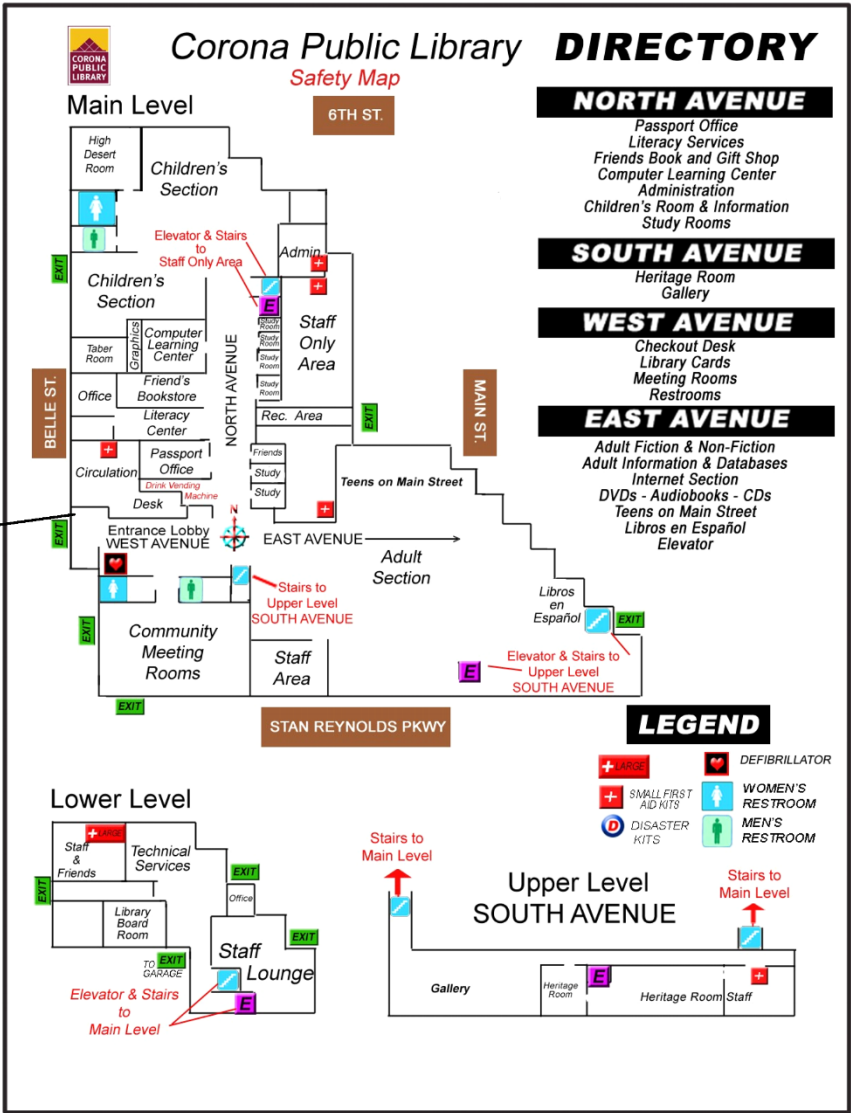 CORONA
PUBLIC
LIBRARY
Corona Public Library
Safety Map
DIRECTORY
Main Level
6TH ST.
NORTH AVENUE
Passport Office
Literacy Services
Friends Book and Gift Shop
Computer Learning Center
Administration
Children's Room & Information
Study Rooms
SOUTH AVENUE
Heritage Room
Gallery
WEST AVENUE
Checkout Desk
Library Cards
Meeting Rooms
Restrooms
EAST AVENUE
Adult Fiction & Non-Fiction
Adult Information & Databases
Internet Section
DVDs - Audiobooks - CDs
Teens on Main Street
Libros en Español
Elevator
High
Desert
Room
Children's
Section
Elevator & Stairs
to
Staff Only Area
Admin
EXIT
E
Children's
Section
Study
Room
Study
Room
Study
Room
Study
Room
Staff
Only
Area
Graphics
Computer
Learning
Center
Taber
Room
NORTH AVENUE
BELLE ST.
MAIN ST.
Office
Friend's
Bookstore
Literacy
Center
Rec. Area
EXIT
Circulation
Passport
Office
Friends
Study
Study
Teens on Main Street
Drink Vending
Machine
Desk
N
EXIT
Entrance Lobby
WEST AVENUE
EAST AVENUE
Adult
Section
Stairs to
Upper Level
SOUTH AVENUE
Libros
en
Español
EXIT
EXIT
Community
Meeting
Rooms
Staff
Area
E
Elevator & Stairs to
Upper Level
SOUTH AVENUE
EXIT
STAN REYNOLDS PKWY
LEGEND
LARGE
DEFIBRILLATOR
SMALL FIRST
AID KITS
WOMEN'S
RESTROOM
D
DISASTER
KITS
MEN'S
RESTROOM
Lower Level
LARGE
Staff
&
Friends
Technical
Services
EXIT
EXIT
Office
Library
Board
Room
EXIT
TO
GARAGE
EXIT
Staff
Lounge
E
Elevator & Stairs
to
Main Level
Stairs to
Main Level
Upper Level
SOUTH AVENUE
Stairs to
Main Level
Gallery
Heritage
Room
E
Heritage Room Staff